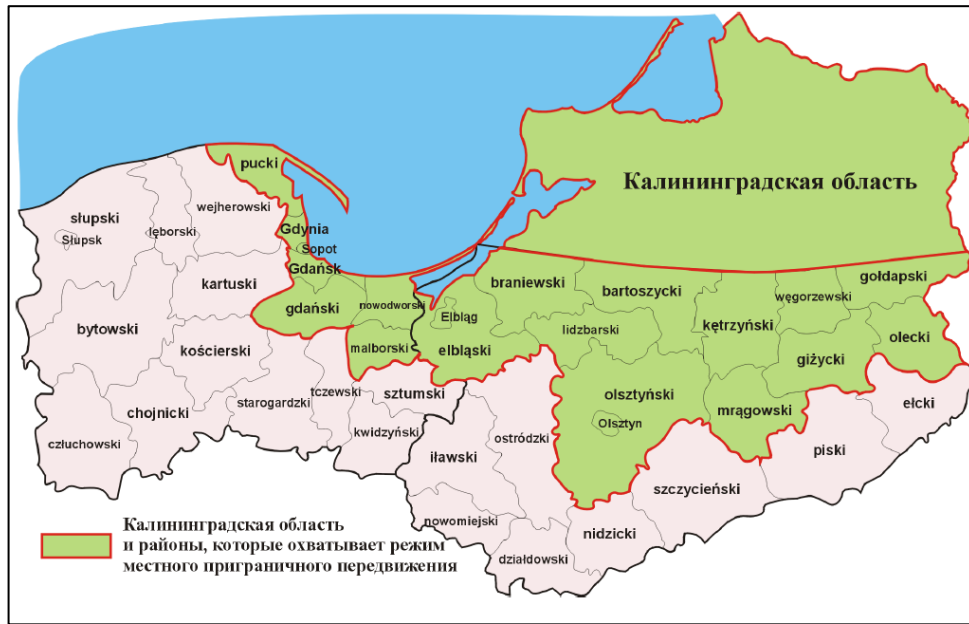 pucki
wejherowski
słupski
Słupsk
lęborski
Gdynia
Sopot
Gdańsk
kartuski
gdański
nowodworski
malborski
bytowski
kościerski
tczewski
starogardzki
sztumski
chojnicki
człuchowski
kwidzyński
Калининградская область
braniewski
bartoszycki
gołdapski
węgorzewski
kętrzyński
Elbląg
elbląski
lidzbarski
olecki
giżycki
olsztyński
Olsztyn
mrągowski
ełcki
ostródzki
iławski
piski
szczycieński
nowomiejski
nidzicki
działdowski
Калининградская область
и районы, которые охватывает режим
местного приграничного передвижения